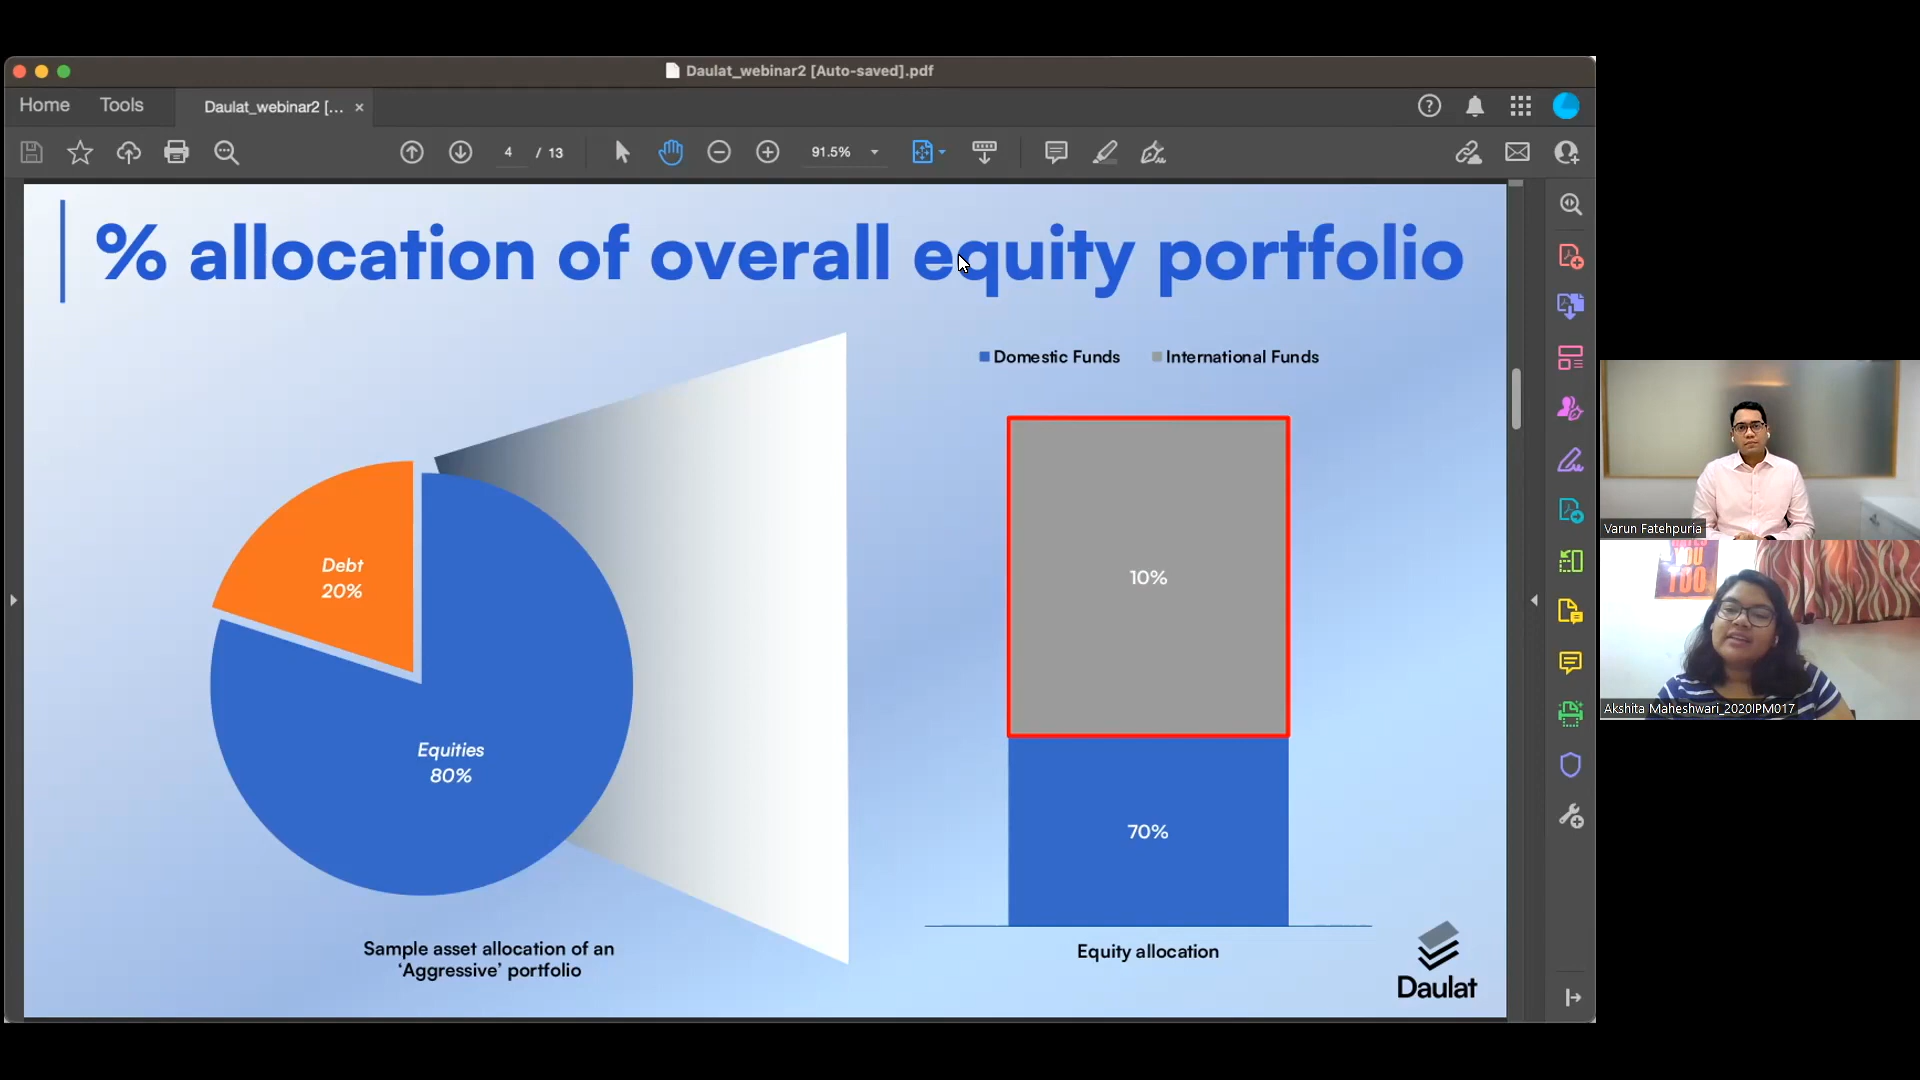 Daulat_webinar2 [Auto-saved].pdf
Home
Tools
Daulat_webinar2 [... ×
4 / 13
91.5%
% allocation of overall equity portfolio
Domestic Funds
International Funds
10%
70%
Equity allocation
Debt
20%
Equities
80%
Sample asset allocation of an
‘Aggressive’ portfolio
Daulat
Varun Fatehpuria
YOU
TOO
Akshita Maheshwari_2020IPM017